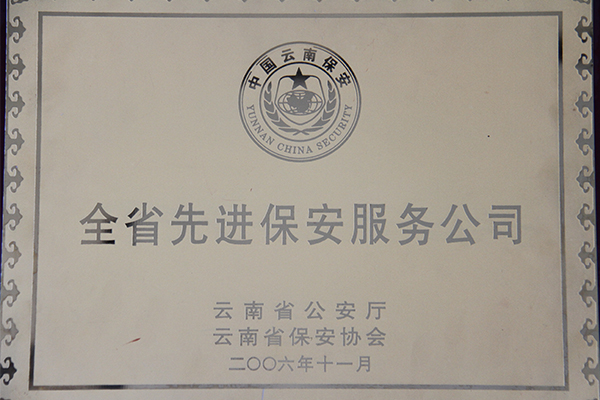 中国云南保安
YUNNAN CHINA SECURITY
全省先进保安服务公司
云南省公安厅
云南省保安协会
二〇〇六年十一月